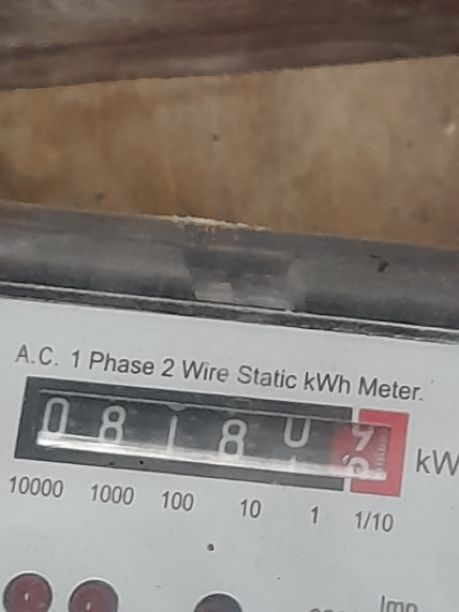 A.C. 1 Phase 2 Wire Static kWh Meter.
0 8 1 8 0 kW
10000 1000 100 10 1 1/10
Imp